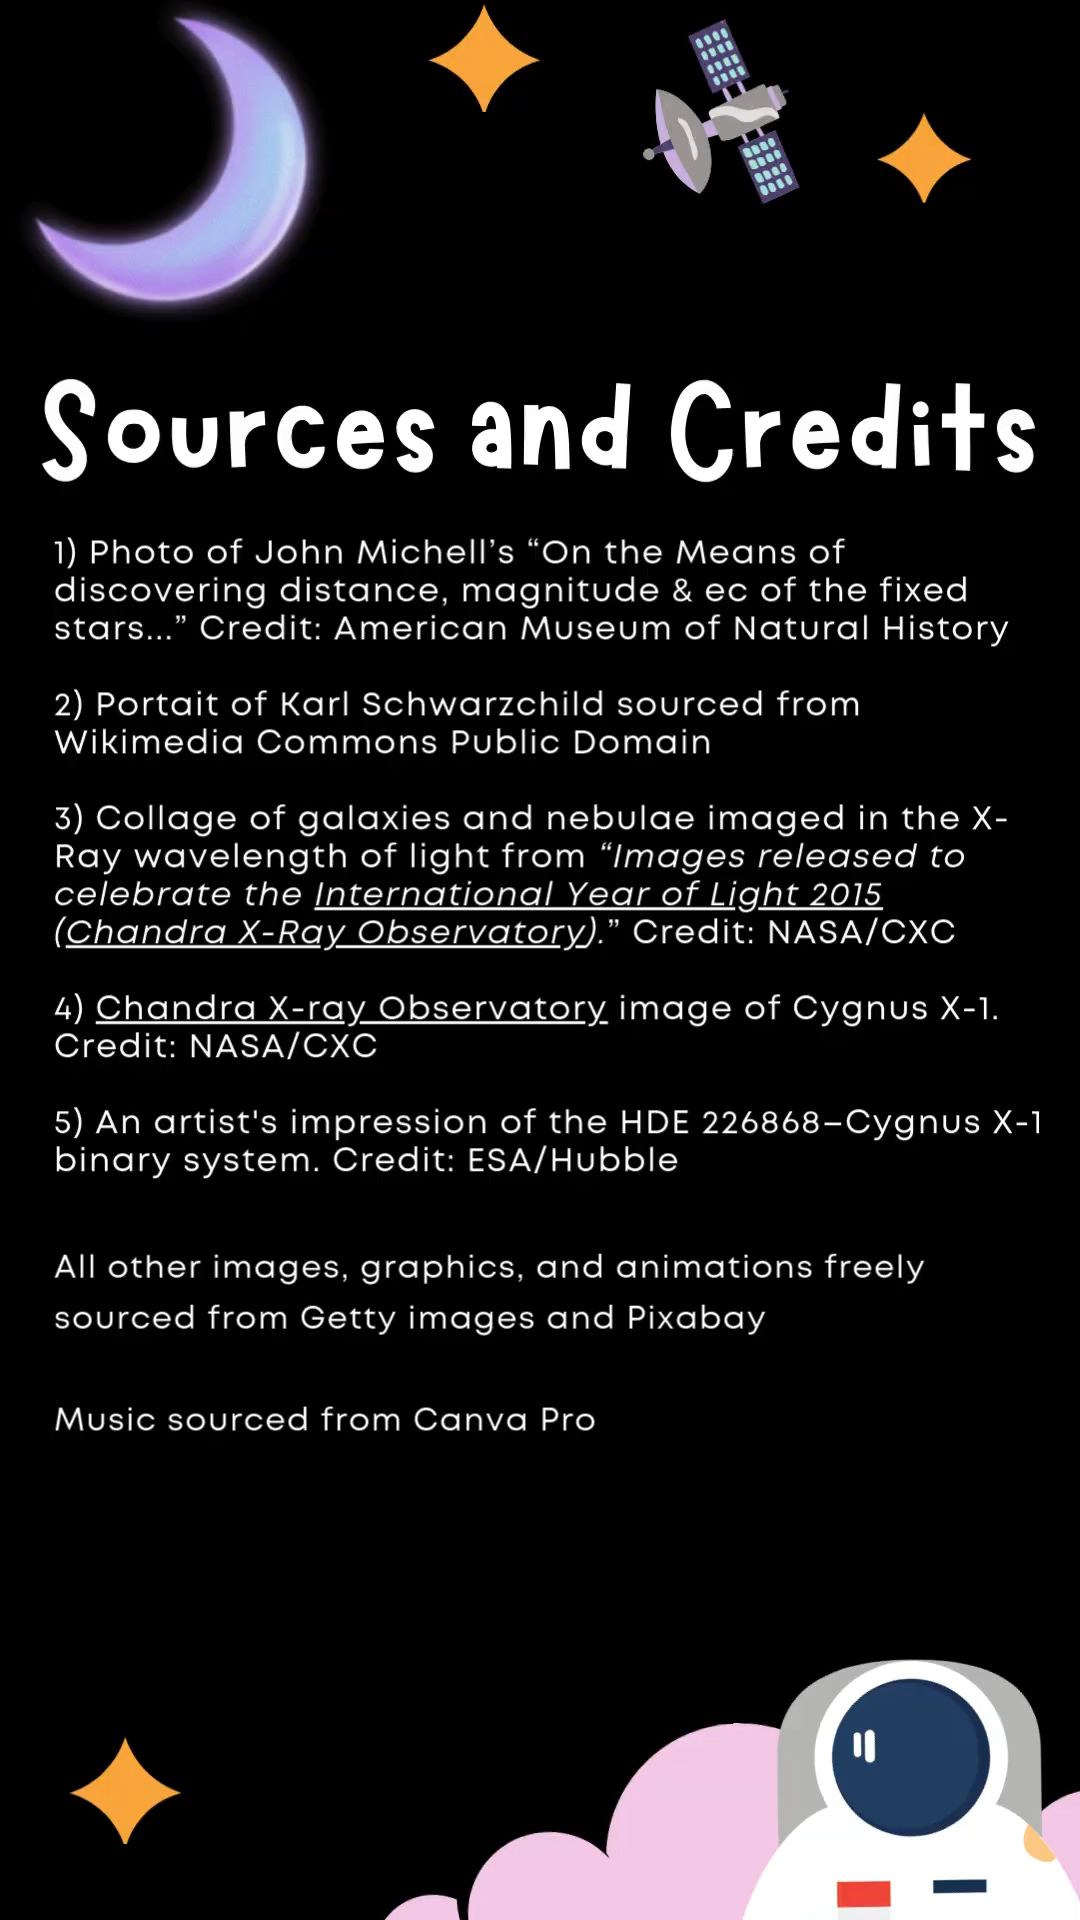 Sources and Credits
1) Photo of John Michell’s “On the Means of
discovering distance, magnitude & ec of the fixed
stars...” Credit: American Museum of Natural History
2) Portait of Karl Schwarzchild sourced from
Wikimedia Commons Public Domain
3) Collage of galaxies and nebulae imaged in the X-
Ray wavelength of light from “Images released to
celebrate the International Year of Light 2015
(Chandra X-Ray Observatory).” Credit: NASA/CXC
4) Chandra X-ray Observatory image of Cygnus X-1.
Credit: NASA/CXC
5) An artist's impression of the HDE 226868–Cygnus X-1
binary system. Credit: ESA/Hubble
All other images, graphics, and animations freely
sourced from Getty images and Pixabay
Music sourced from Canva Pro